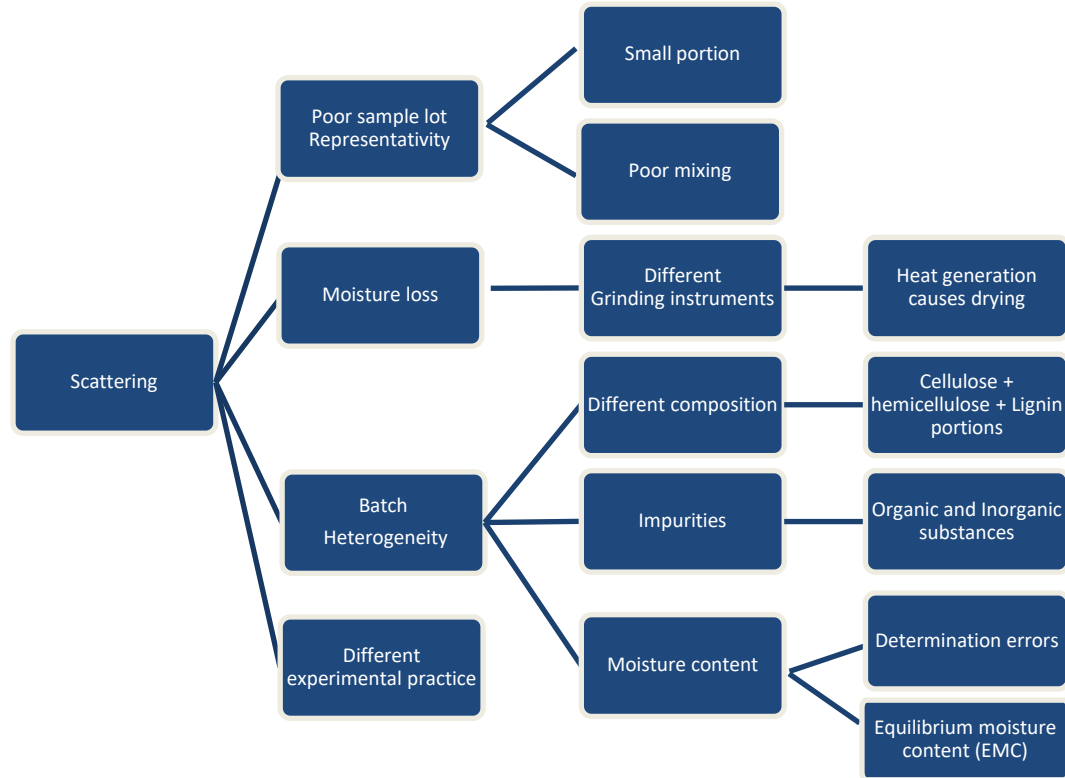 Scattering
Poor sample lot
Representativity
Small portion
Poor mixing
Moisture loss
Different
Grinding instruments
Heat generation
causes drying
Batch
Heterogeneity
Different composition
Cellulose +
hemicellulose + Lignin
portions
Impurities
Organic and Inorganic
substances
Moisture content
Determination errors
Equilibrium moisture
content (EMC)
Different
experimental practice